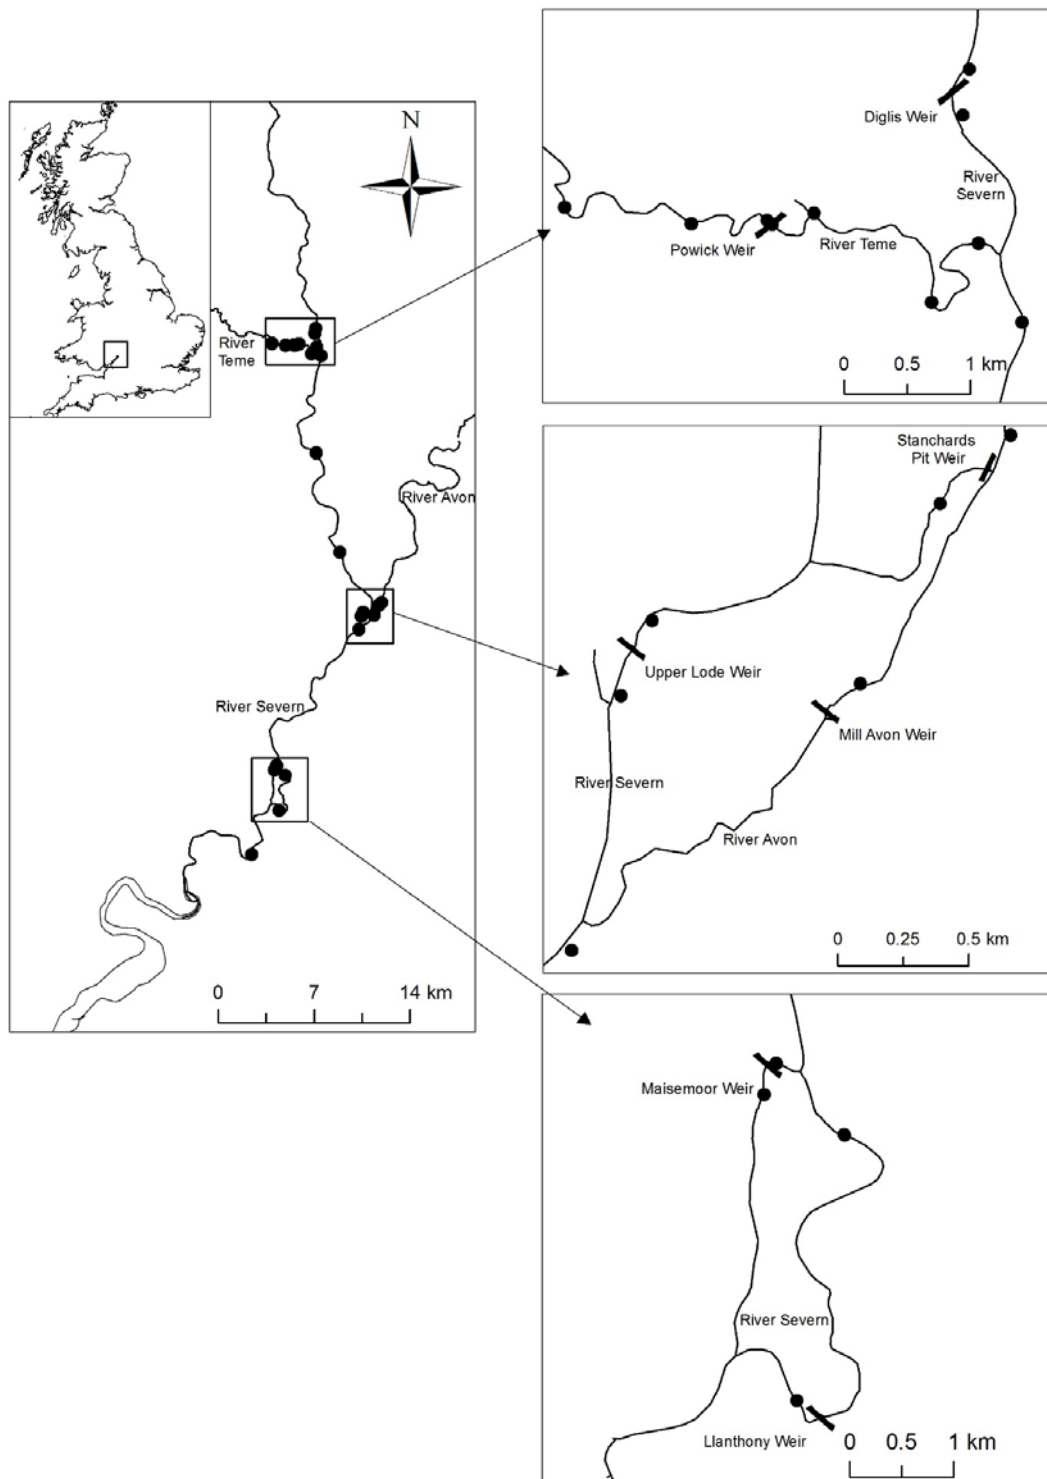 N
River
Teme
River Avon
River Severn
0 7 14 km
Diglis Weir
River
Severn
Powick Weir
River Teme
0 0.5 1 km
Stanchards
Pit Weir
Upper Lode Weir
Mill Avon Weir
River Severn
River Avon
0 0.25 0.5 km
Maisemoor Weir
River Severn
Llanthony Weir
0 0.5 1 km